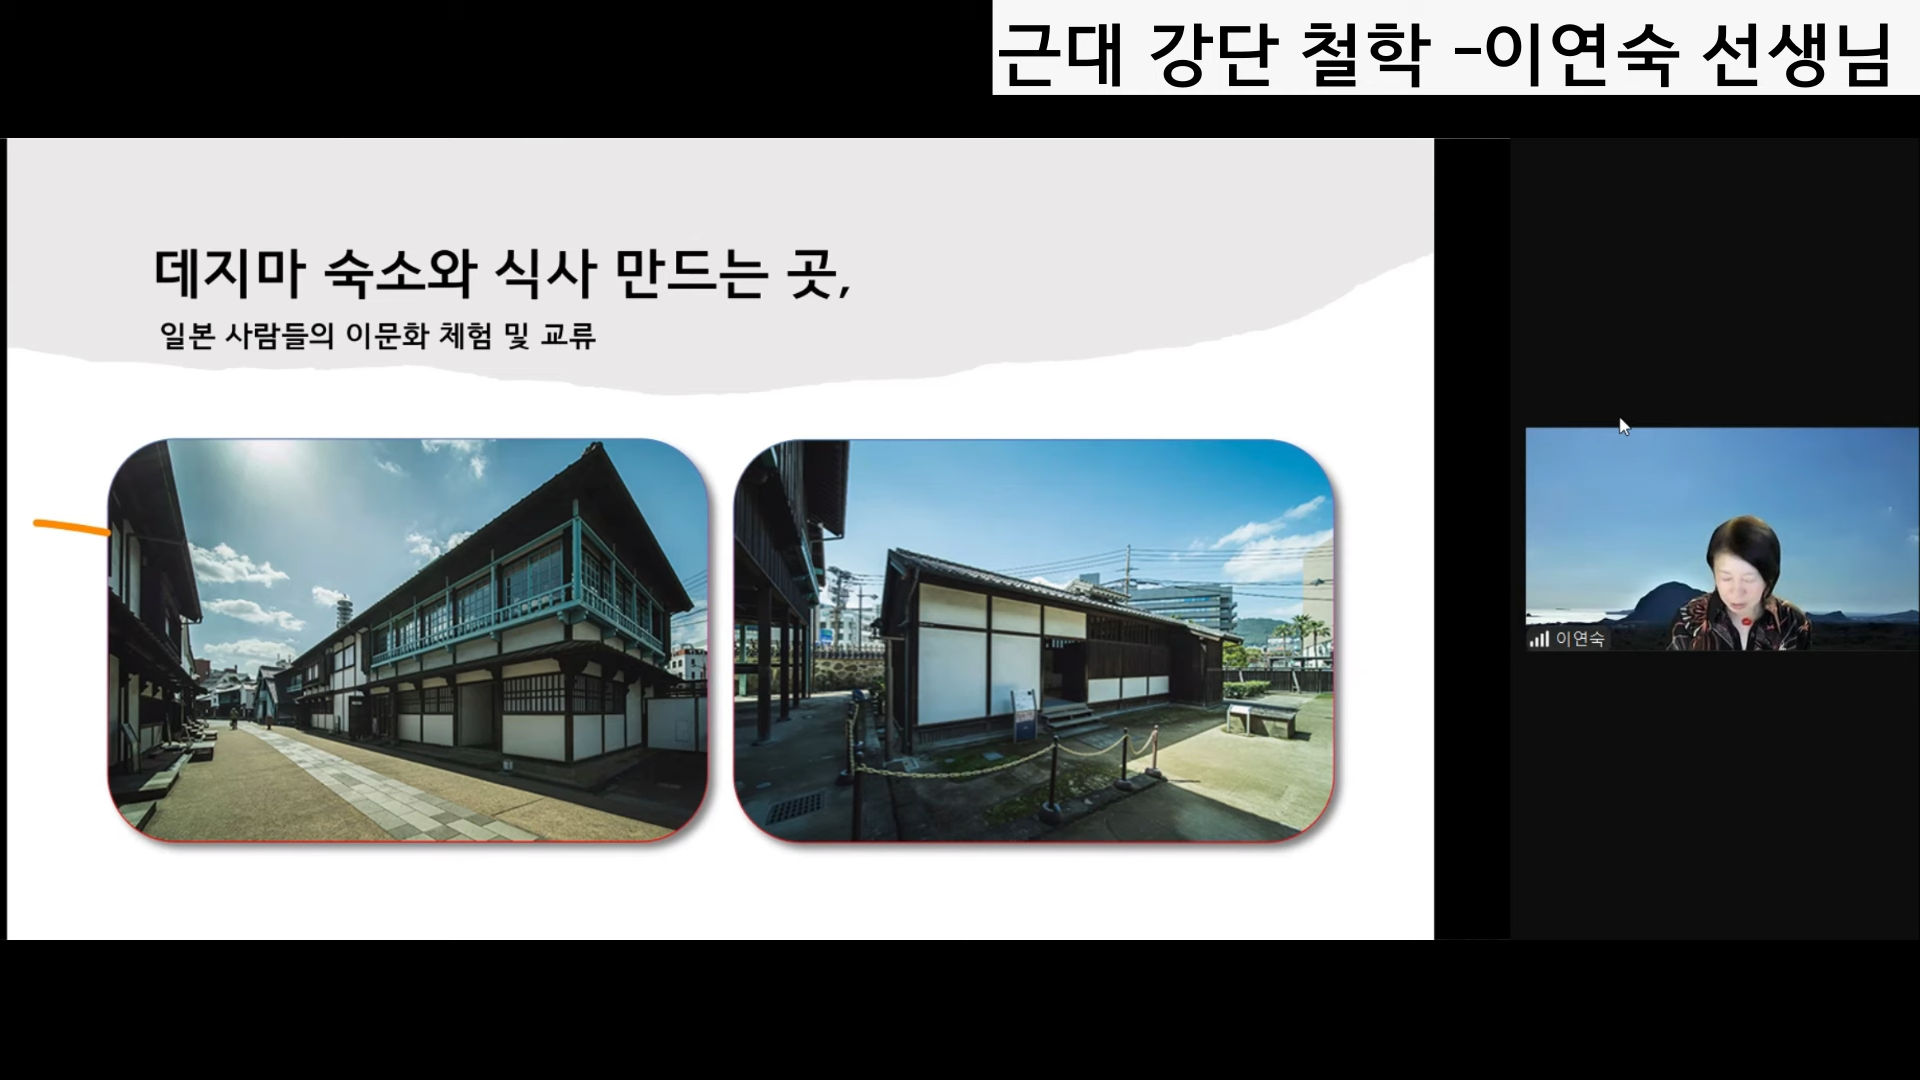 근대 강단 철학 -이연숙 선생님
데지마 숙소와 식사 만드는 곳,
일본 사람들의 이문화 체험 및 교류
이연숙